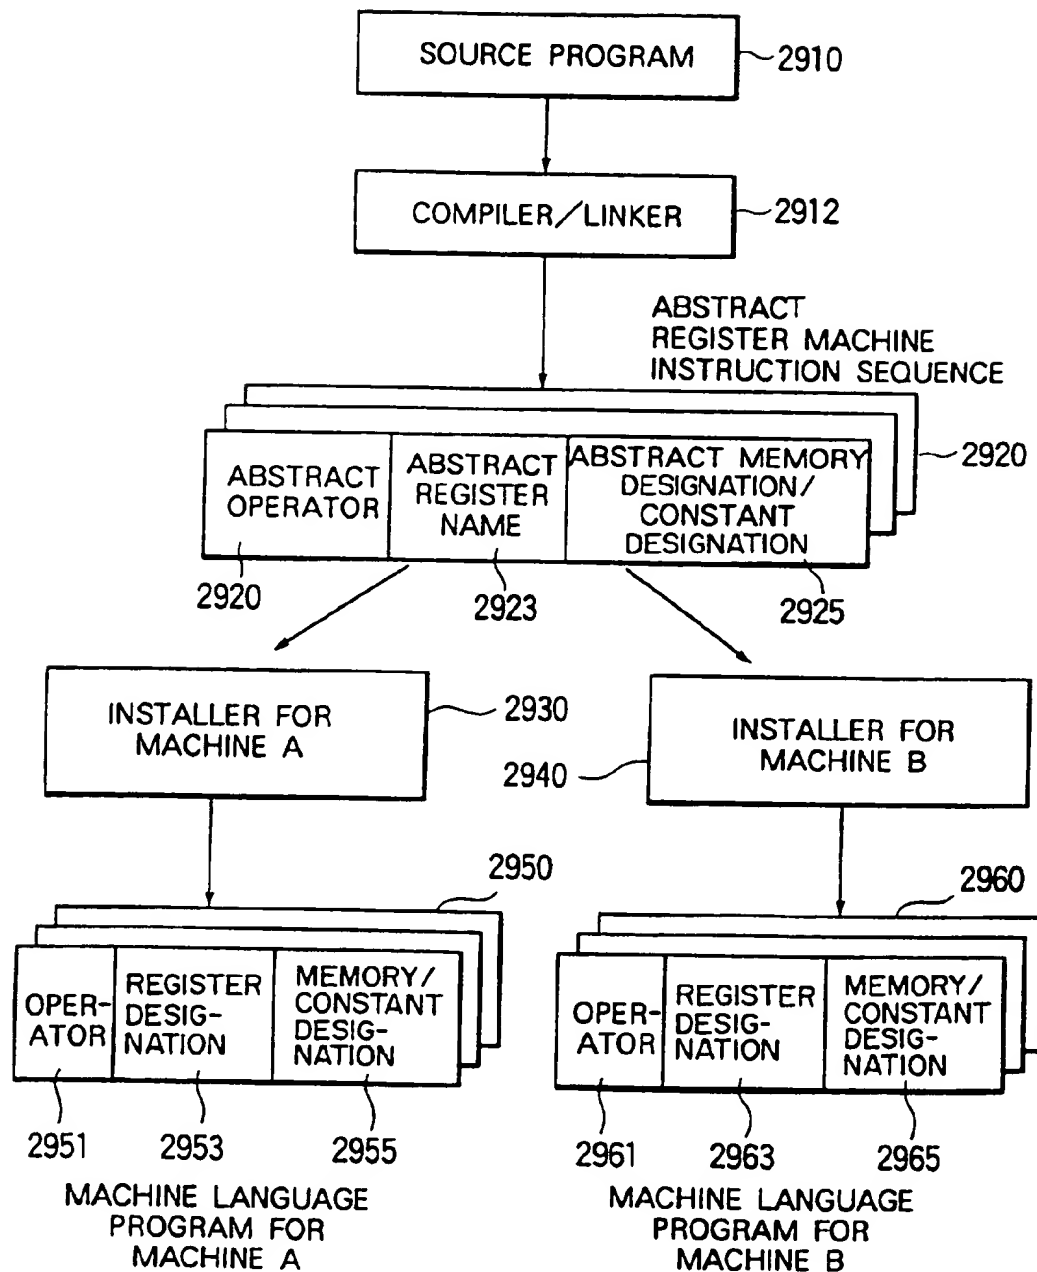 SOURCE PROGRAM
2910
COMPILER/LINKER
2912
ABSTRACT
REGISTER MACHINE
INSTRUCTION SEQUENCE
2920
ABSTRACT
OPERATOR
ABSTRACT
REGISTER
NAME
ABSTRACT MEMORY
DESIGNATION/
CONSTANT
DESIGNATION
2920
2923
2925
INSTALLER FOR
MACHINE A
2930
INSTALLER FOR
MACHINE B
2940
2950
OPER-
ATOR
REGISTER
DESIG-
NATION
MEMORY/
CONSTANT
DESIG-
NATION
2951
2953
2955
MACHINE LANGUAGE
PROGRAM FOR
MACHINE A
2960
OPER-
ATOR
REGISTER
DESIG-
NATION
MEMORY/
CONSTANT
DESIG-
NATION
2961
2963
2965
MACHINE LANGUAGE
PROGRAM FOR
MACHINE B